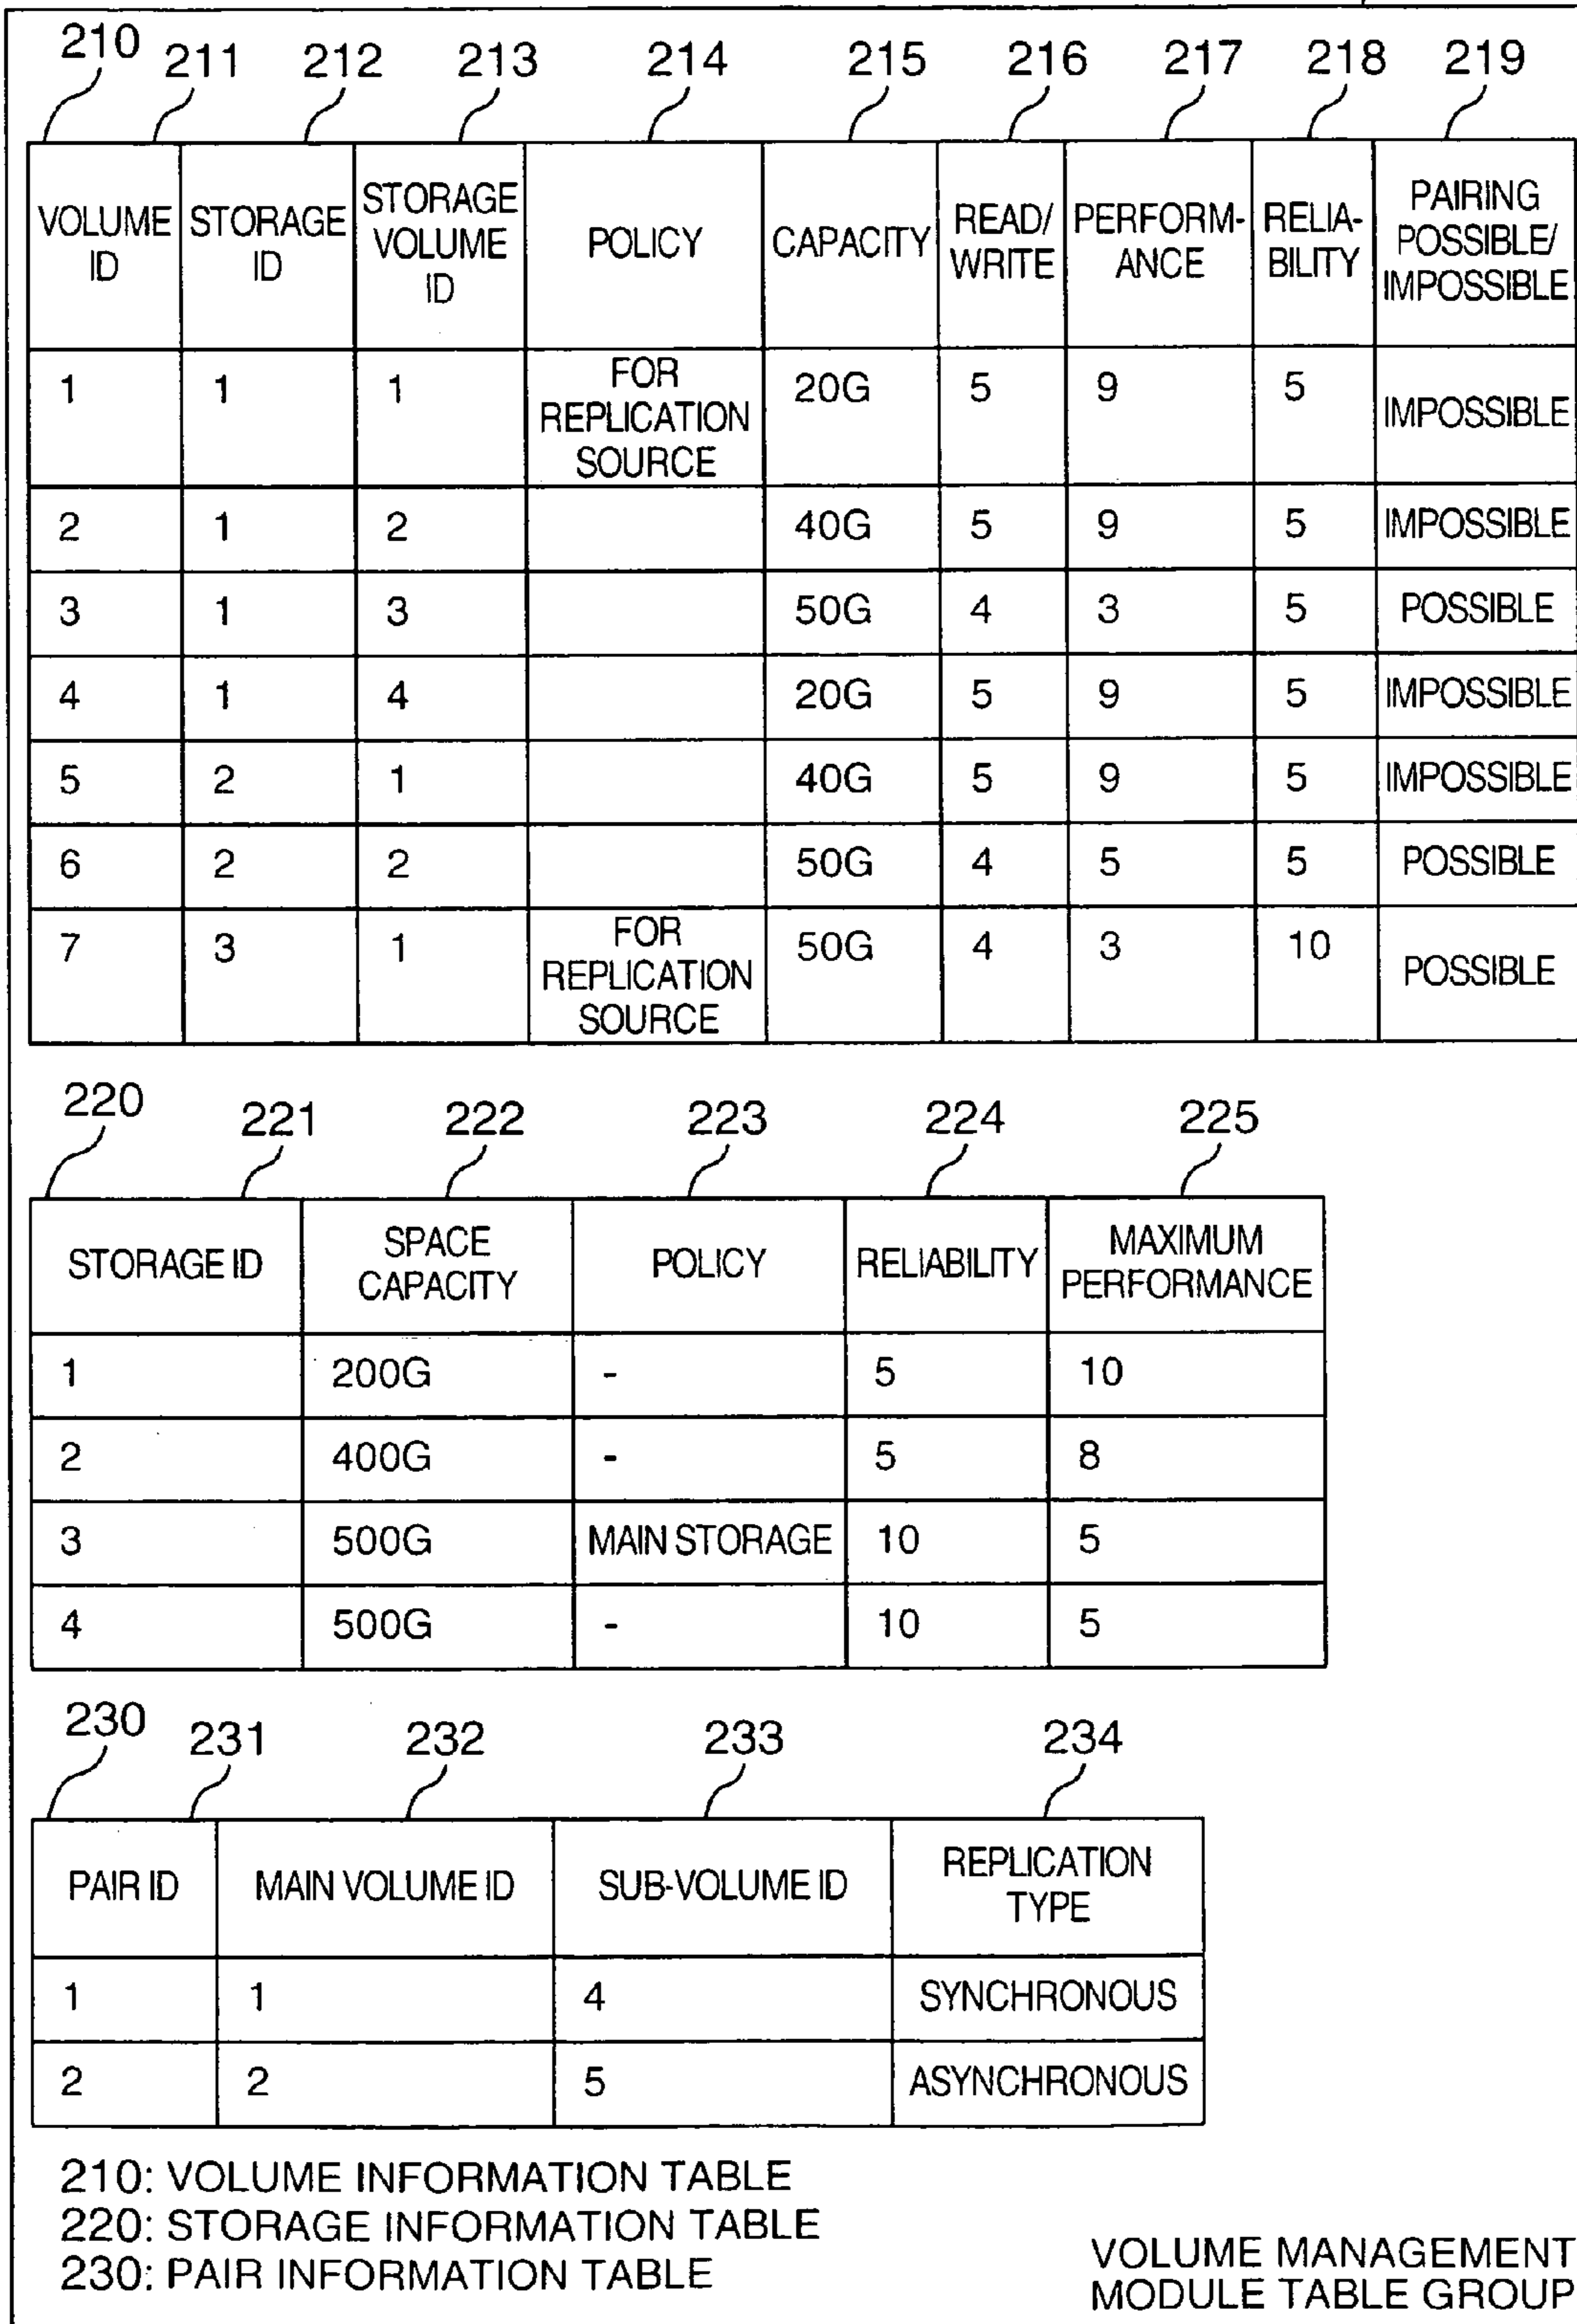 210 211 212 213 214 215 216 217 218 219
VOLUME ID STORAGE ID STORAGE VOLUME ID POLICY CAPACITY READ/ WRITE PERFORM- ANCE RELIA- BILITY PAIRING POSSIBLE/ IMPOSSIBLE
1 1 1 FOR REPLICATION SOURCE 20G 5 9 5 IMPOSSIBLE
2 1 2 40G 5 9 5 IMPOSSIBLE
3 1 3 50G 4 3 5 POSSIBLE
4 1 4 20G 5 9 5 IMPOSSIBLE
5 2 1 40G 5 9 5 IMPOSSIBLE
6 2 2 50G 4 5 5 POSSIBLE
7 3 1 FOR REPLICATION SOURCE 50G 4 3 10 POSSIBLE
220 221 222 223 224 225
STORAGE ID SPACE CAPACITY POLICY RELIABILITY MAXIMUM PERFORMANCE
1 200G - 5 10
2 400G - 5 8
3 500G MAIN STORAGE 10 5
4 500G - 10 5
230 231 232 233 234
PAIR ID MAIN VOLUME ID SUB-VOLUME ID REPLICATION TYPE
1 1 4 SYNCHRONOUS
2 2 5 ASYNCHRONOUS
210: VOLUME INFORMATION TABLE
220: STORAGE INFORMATION TABLE
230: PAIR INFORMATION TABLE
VOLUME MANAGEMENT
MODULE TABLE GROUP